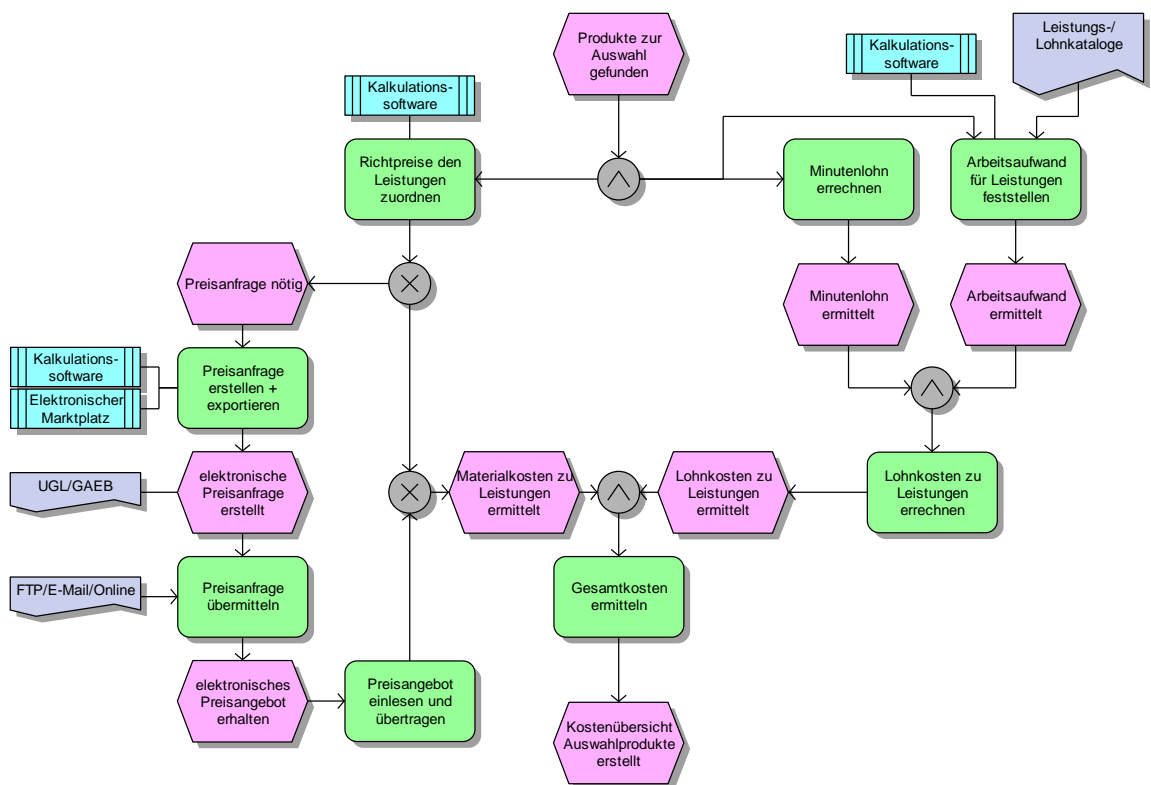 Produkte zur
Auswahl
gefunden
Kalkulations-
software
Leistungs-/
Lohnkataloge
Kalkulations-
software
Richtpreise den
Leistungen
zuordnen
Minutenlohn
errechnen
Arbeitsaufwand
für Leistungen
feststellen
Preisanfrage nötig
Minutenlohn
ermittelt
Arbeitsaufwand
ermittelt
Kalkulations-
software
Elektronischer
Marktplatz
Preisanfrage
erstellen +
exportieren
UGL/GAEB
elektronische
Preisanfrage
erstellt
Materialkosten zu
Leistungen
ermittelt
Lohnkosten zu
Leistungen
ermittelt
Lohnkosten zu
Leistungen
errechnen
FTP/E-Mail/Online
Preisanfrage
übermitteln
Gesamtkosten
ermitteln
elektronisches
Preisangebot
erhalten
Preisangebot
einlesen und
übertragen
Kostenübersicht
Auswahlprodukte
erstellt